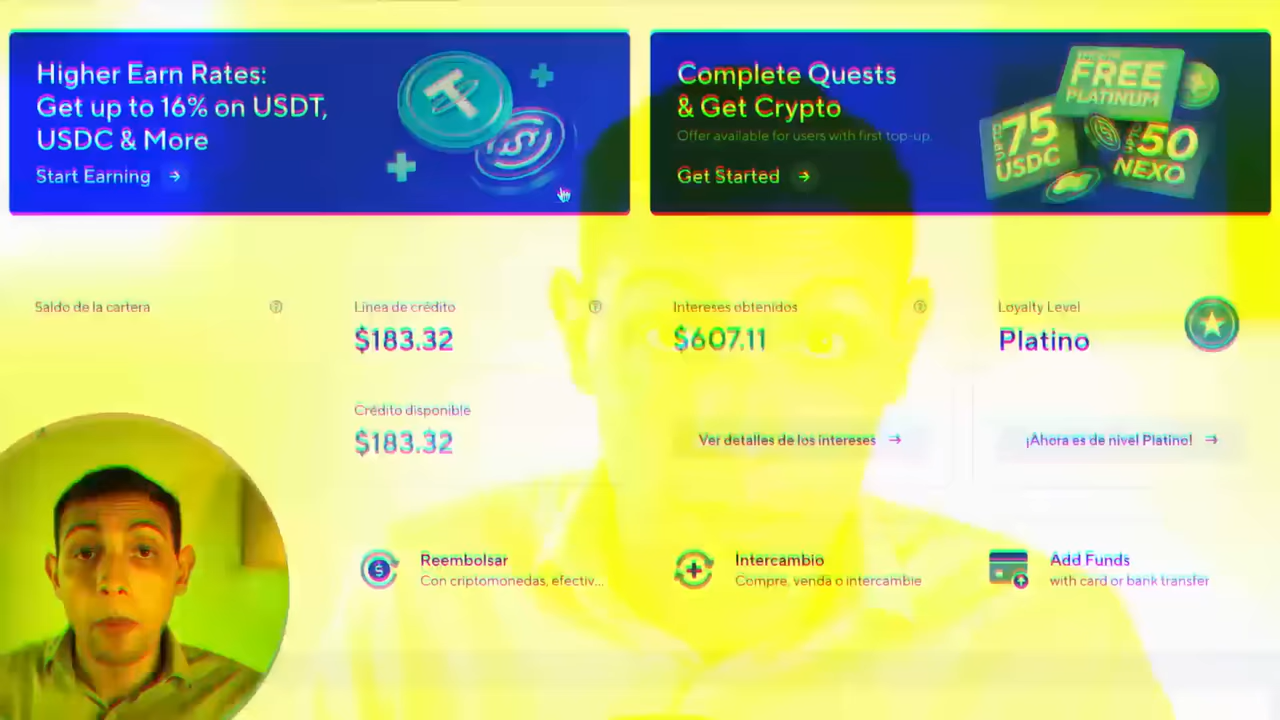 Higher Earn Rates:
Get up to 16% on USDT,
USDC & More
Start Earning
Complete Quests
& Get Crypto
Offer available for users with first top-up.
Get Started
FREE
PLATINUM
75
USDC
50
NEXO
Saldo de la cartera
Línea de crédito
$183.32
Crédito disponible
$183.32
Intereses obtenidos
$607.11
Ver detalles de los intereses
Loyalty Level
Platino
¡Ahora es de nivel Platino!
Reembolsar
Con criptomonedas, efectiv...
Intercambio
Compre, venda o intercambie
Add Funds
with card or bank transfer